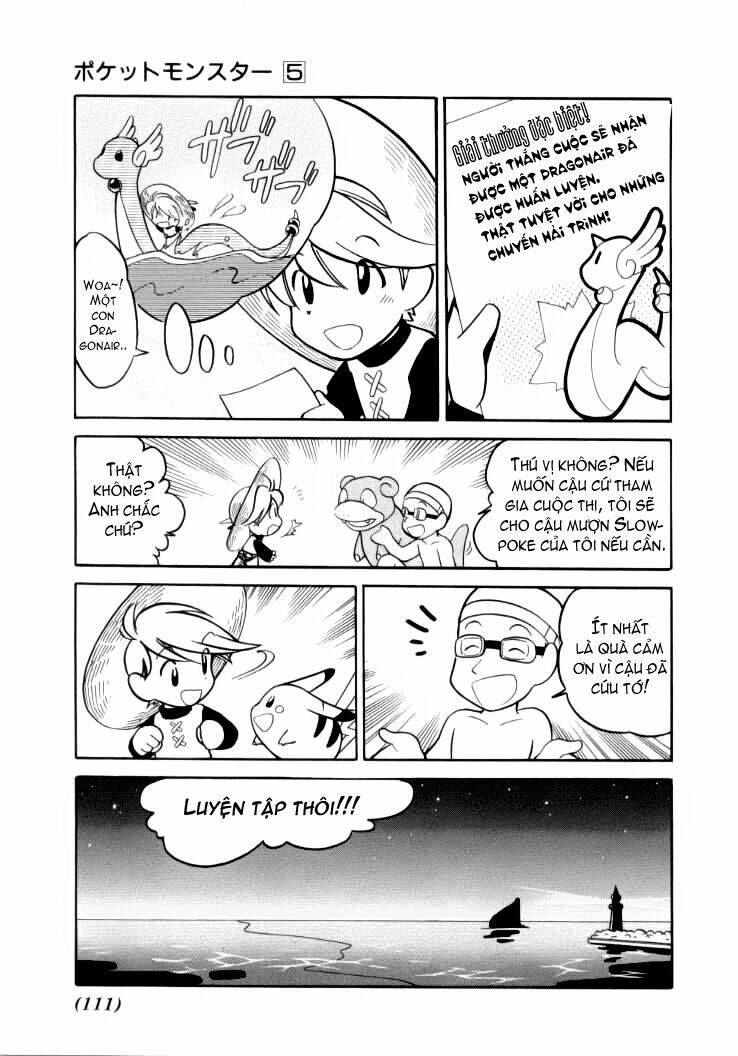 ポケットモンスター 5
Giải thưởng đặc biệt!
NGƯỜI THẮNG CUỘC SẼ NHẬN
ĐƯỢC MỘT DRAGONAIR ĐÃ
ĐƯỢC HUẤN LUYỆN.
THẬT TUYỆT VỜI CHO NHỮNG
CHUYẾN HẢI TRÌNH!
ザザザ
WOA~!
MỘT
CON
DRA-
GONAIR..
THÚ VỊ KHÔNG? NẾU
MUỐN CẬU CỨ THAM
GIA CUỘC THI, TÔI SẼ
CHO CẬU MƯỢN SLOW-
POKE CỦA TÔI NẾU CẦN.
THẬT
KHÔNG?
ANH CHẮC
CHỨ?
ÍT NHẤT
LÀ QUÀ CẢM
ƠN VÌ CẬU ĐÃ
CỨU TỚ!
LUYỆN TẬP THÔI!!!
(111)